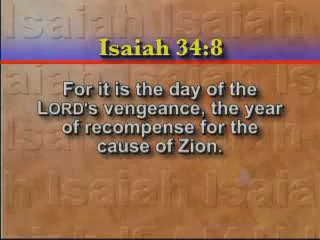 Isaiah 34:8
For it is the day of the
LORD's vengeance, the year
of recompense for the
cause of Zion.